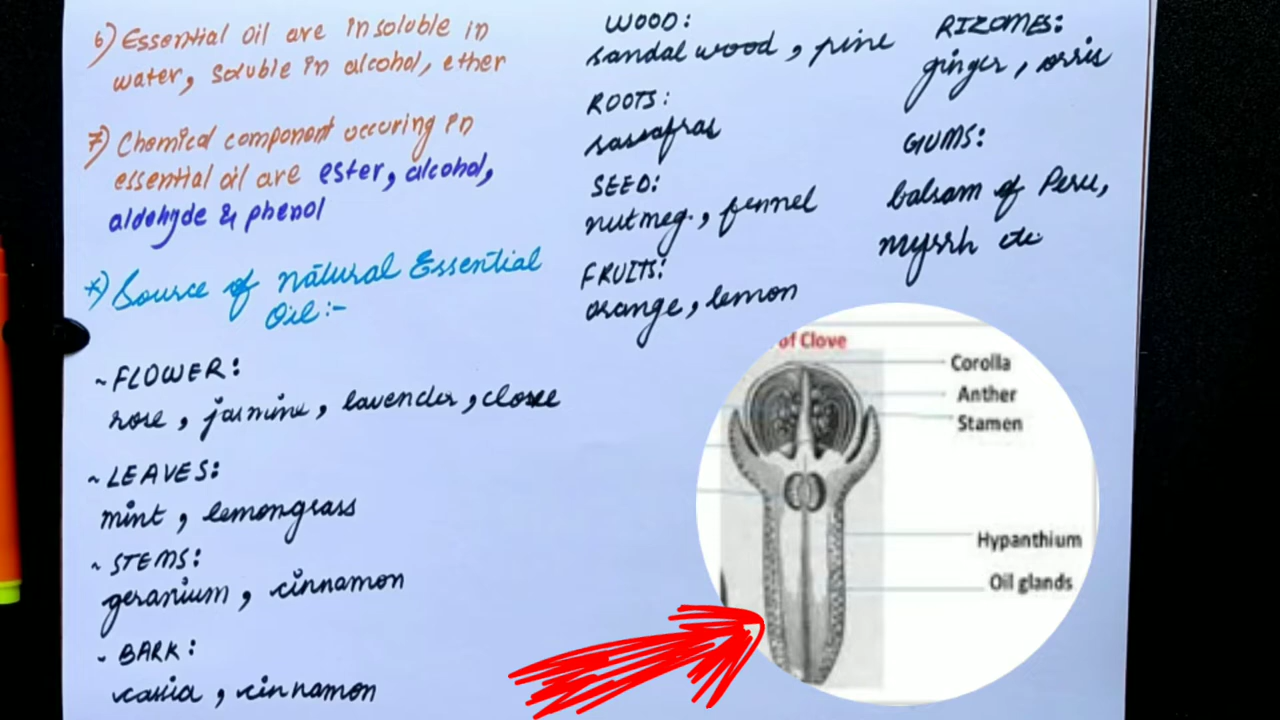 6) Essential oil are insoluble in
water, soluble in alcohol, ether
7) Chemical component occuring in
essential oil are ester, alcohol,
aldehyde & phenol
*) Source of natural Essential
Oil:-
~ FLOWER:
rose, jasmine, lavender, clove
~ LEAVES:
mint, lemongrass
~ STEMS:
geranium, cinnamon
- BARK:
cassia, cinnamon
WOOD:
sandal wood, pine
ROOTS:
sassafras
SEED:
nutmeg, fennel
FRUITS:
orange, lemon
RIZOMES:
ginger, orris
GUMS:
balsam of Peru,
myrrh etc
of Clove
Corolla
Anther
Stamen
Hypanthium
Oil glands